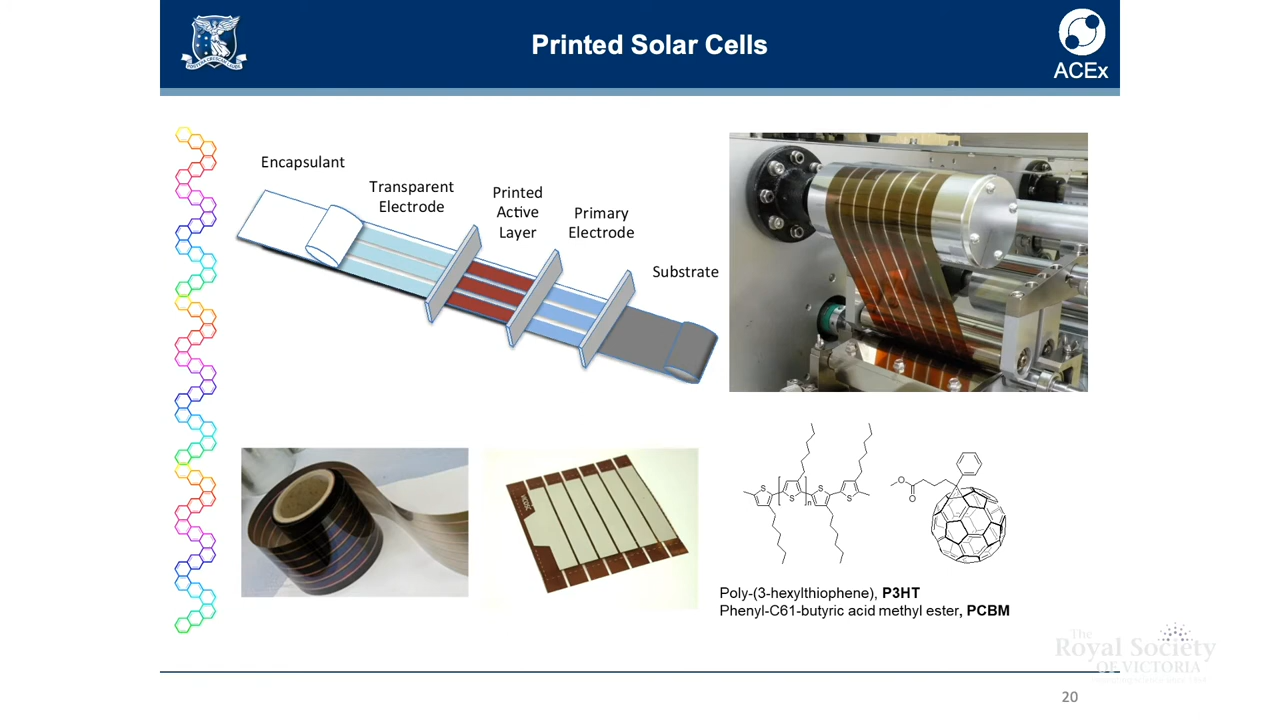 Printed Solar Cells
ACEx
Encapsulant
Transparent
Electrode
Printed
Active
Layer
Primary
Electrode
Substrate
VICOSC
S
S
n
S
S
O
O
Poly-(3-hexylthiophene), P3HT
Phenyl-C61-butyric acid methyl ester, PCBM
The
Royal Society
OF VICTORIA
20